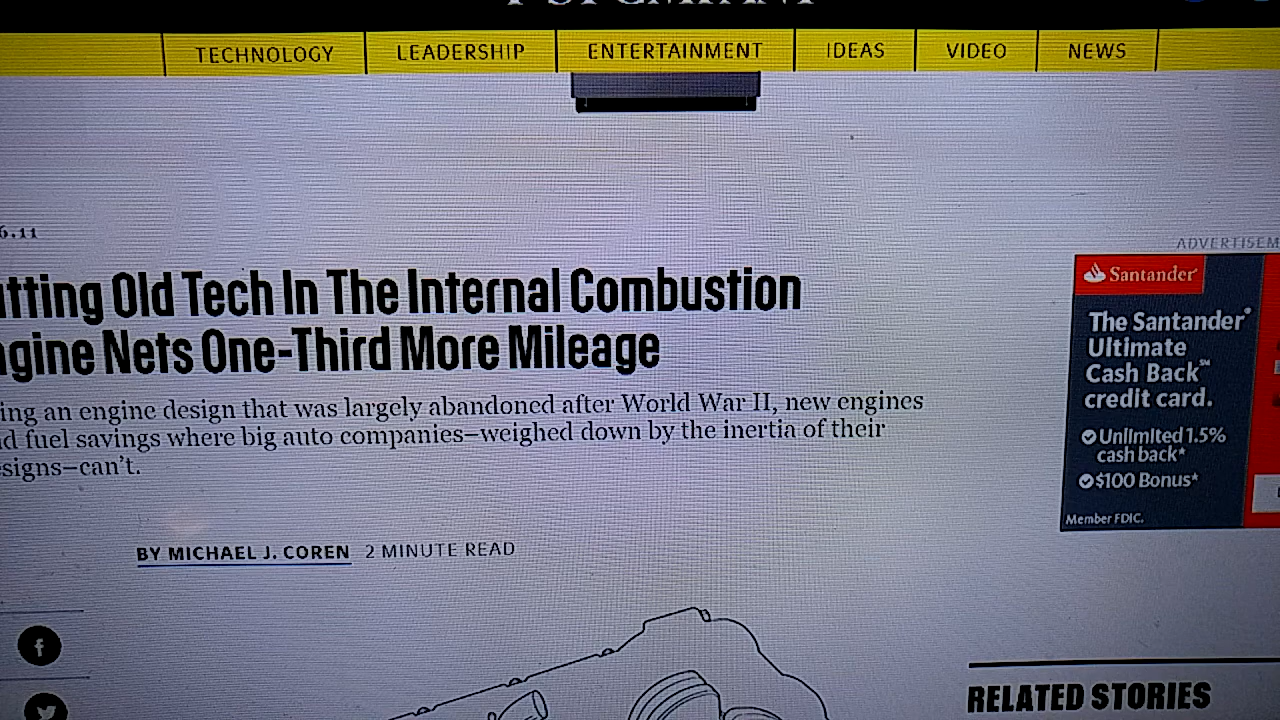 TECHNOLOGY LEADERSHIP ENTERTAINMENT IDEAS VIDEO NEWS
6.11
ADVERTISEM
tting Old Tech In The Internal Combustion
ngine Nets One-Third More Mileage
ing an engine design that was largely abandoned after World War II, new engines
d fuel savings where big auto companies—weighed down by the inertia of their
signs—can't.
BY MICHAEL J. COREN 2 MINUTE READ
Santander
The Santander®
Ultimate
Cash Back℠
credit card.
Unlimited 1.5%
cash back*
$100 Bonus*
Member FDIC.
f
RELATED STORIES